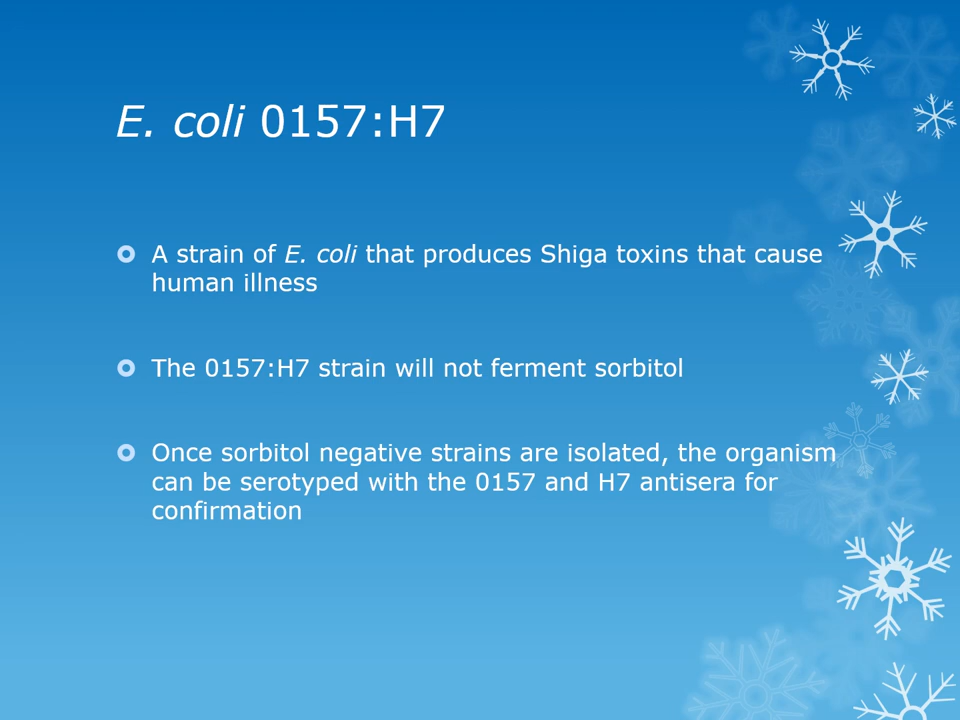 E. coli 0157:H7
A strain of E. coli that produces Shiga toxins that cause
human illness
The 0157:H7 strain will not ferment sorbitol
Once sorbitol negative strains are isolated, the organism
can be serotyped with the 0157 and H7 antisera for
confirmation